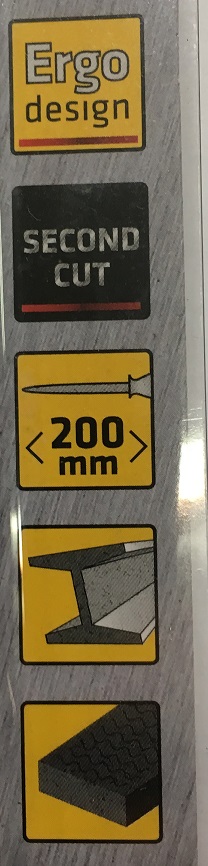 Ergo
design
SECOND
CUT
< 200 >
mm